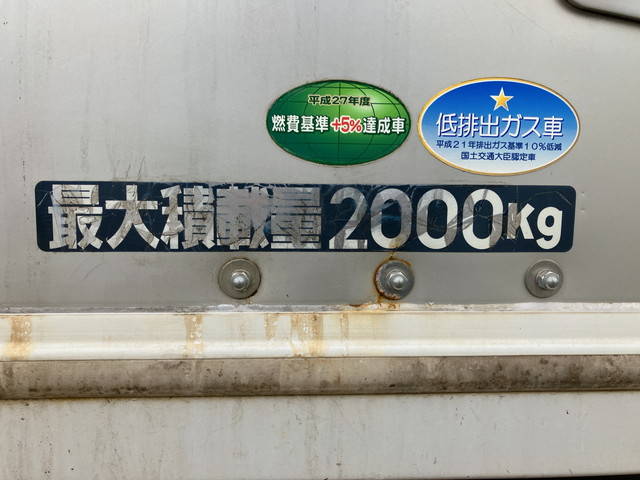 平成27年度
燃費基準+5%達成車
低排出ガス車
平成21年排出ガス基準10%低減
国土交通大臣認定車
最大積載量2000kg